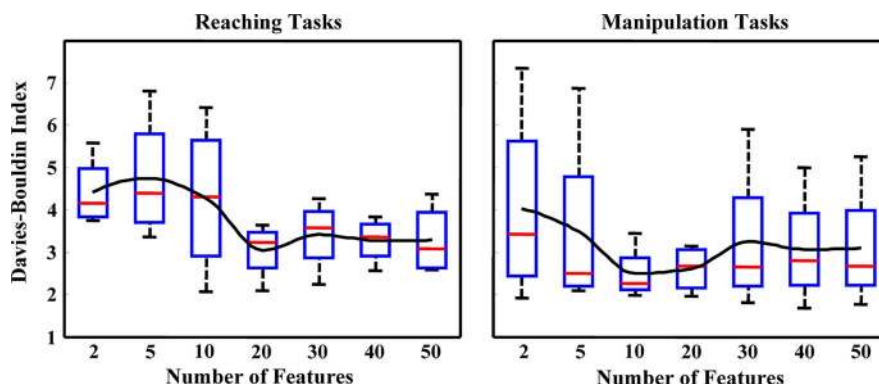 Reaching Tasks
Manipulation Tasks
Davies-Bouldin Index
7
6
5
4
3
2
1
2 5 10 20 30 40 50
2 5 10 20 30 40 50
Number of Features
Number of Features